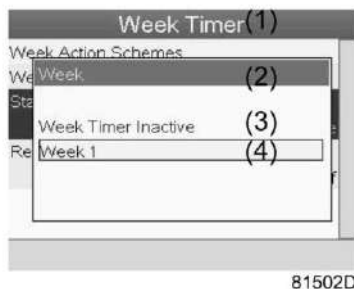 Week Timer (1)
Week Action Schemes
We
Week (2)
Sta
Week Timer Inactive (3)
e
Re
Week 1 (4)
f
81502D